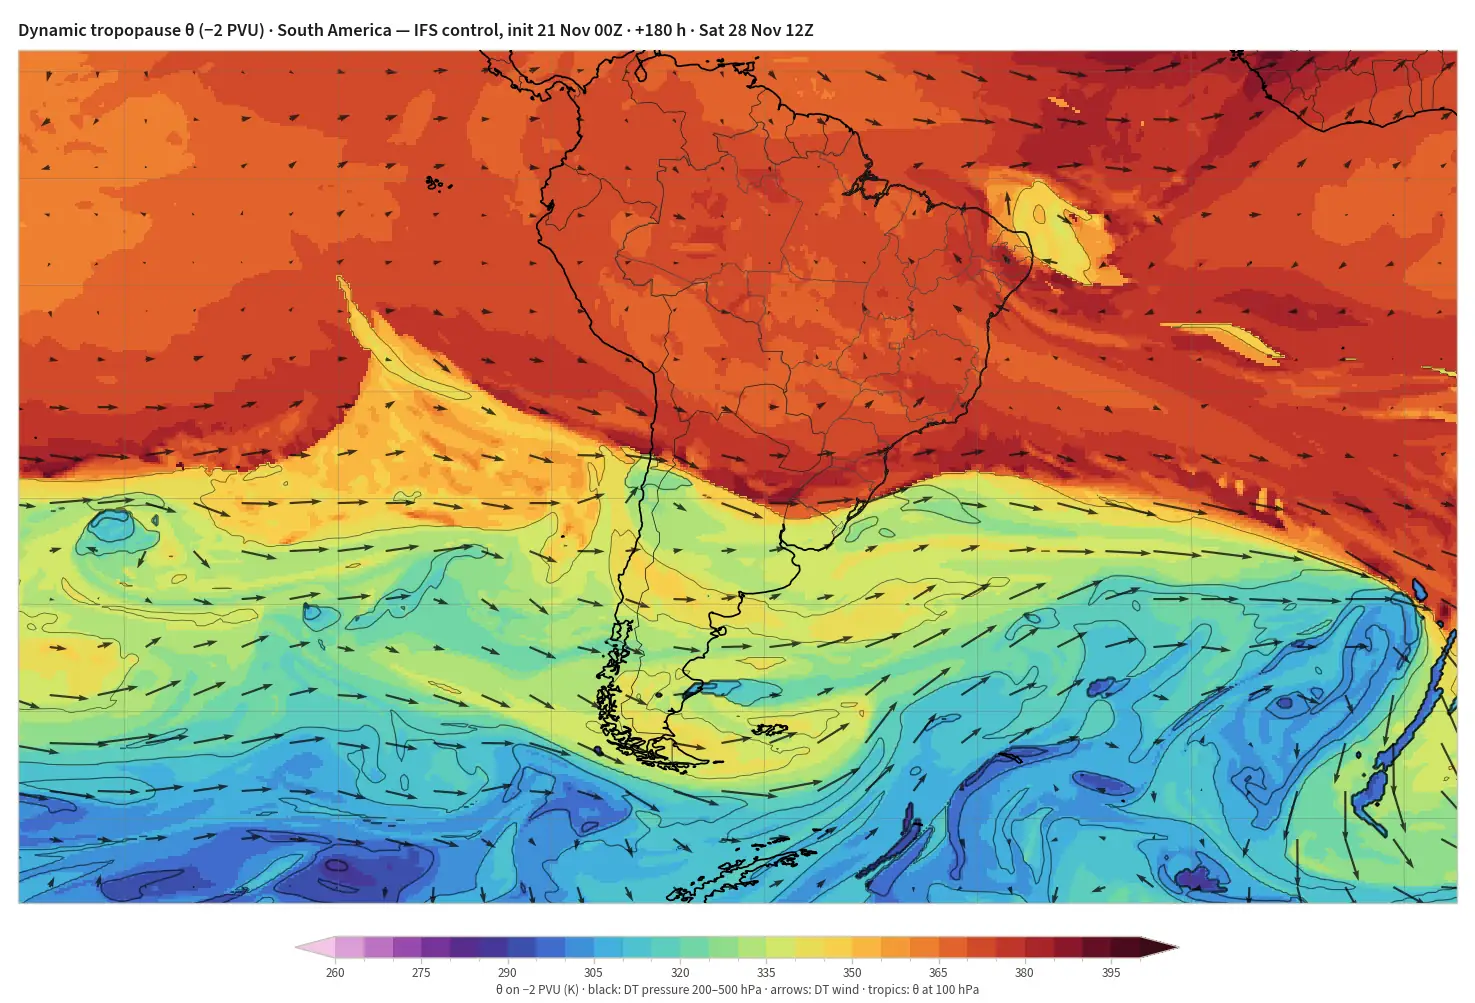 Dynamic tropopause θ (−2 PVU) · South America — IFS control, init 21 Nov 00Z · +180 h · Sat 28 Nov 12Z
260 275 290 305 320 335 350 365 380 395
θ on −2 PVU (K) · black: DT pressure 200–500 hPa · arrows: DT wind · tropics: θ at 100 hPa